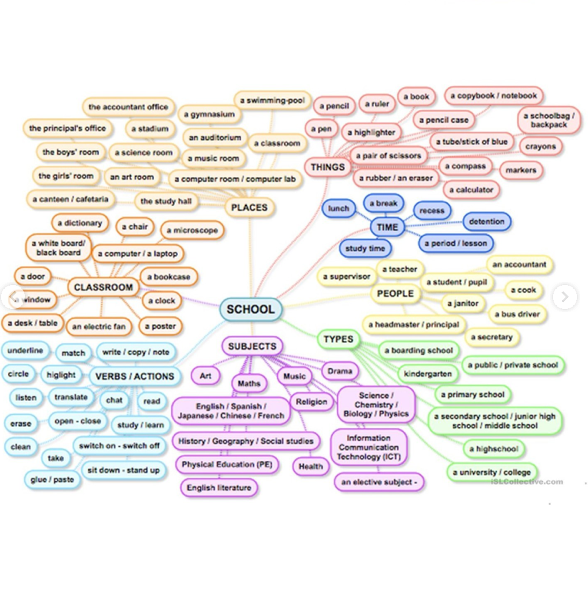 the accountant office
a swimming-pool
a gymnasium
the principal's office
a stadium
an auditorium
a classroom
the boys' room
a science room
a music room
the girls' room
an art room
a computer room / computer lab
a canteen / cafetaria
the study hall
PLACES
a pencil
a ruler
a book
a copybook / notebook
a pen
a highlighter
a pencil case
a schoolbag /
backpack
a tube/stick of blue
crayons
THINGS
a pair of scissors
a compass
markers
a rubber / an eraser
a calculator
lunch
a break
recess
TIME
detention
study time
a period / lesson
a dictionary
a chair
a microscope
a white board/
black board
a computer / a laptop
a door
a bookcase
CLASSROOM
a window
a clock
a desk / table
an electric fan
a poster
a supervisor
a teacher
an accountant
a student / pupil
a cook
PEOPLE
a janitor
a bus driver
a headmaster / principal
a secretary
SCHOOL
underline
match
write / copy / note
circle
higlight
VERBS / ACTIONS
listen
translate
chat
read
erase
open - close
study / learn
clean
switch on - switch off
take
sit down - stand up
glue / paste
SUBJECTS
Art
Maths
Music
Drama
English / Spanish /
Japanese / Chinese / French
Religion
Science /
Chemistry /
Biology / Physics
History / Geography / Social studies
Information
Communication
Technology (ICT)
Physical Education (PE)
Health
English literature
an elective subject -
TYPES
a boarding school
a public / private school
kindergarten
a primary school
a secondary school / junior high
school / middle school
a highschool
a university / college
iSLCollective.com